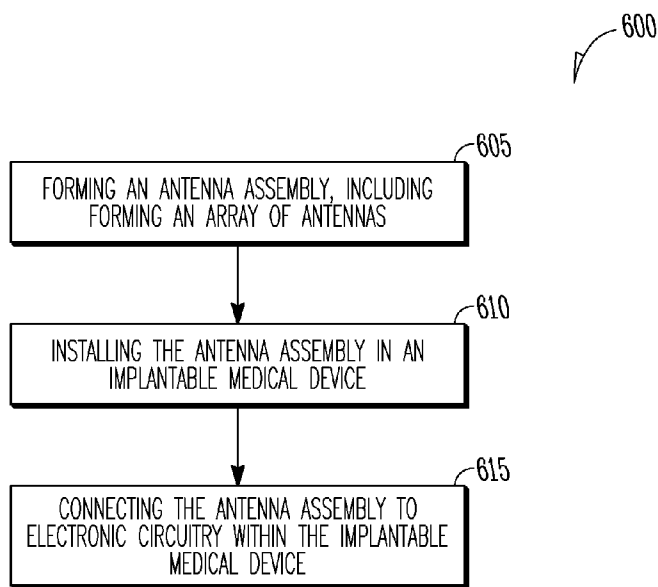 600
605
FORMING AN ANTENNA ASSEMBLY, INCLUDING
FORMING AN ARRAY OF ANTENNAS
610
INSTALLING THE ANTENNA ASSEMBLY IN AN
IMPLANTABLE MEDICAL DEVICE
615
CONNECTING THE ANTENNA ASSEMBLY TO
ELECTRONIC CIRCUITRY WITHIN THE IMPLANTABLE
MEDICAL DEVICE